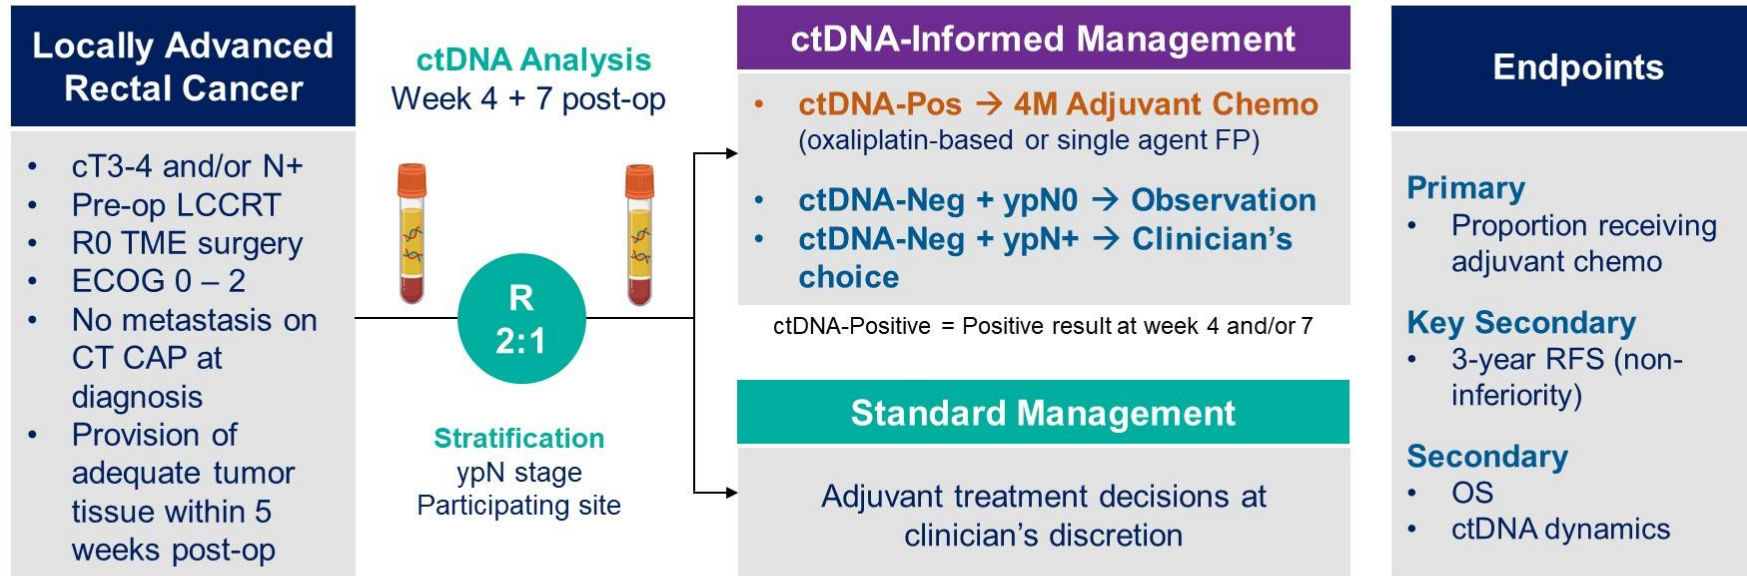 Locally Advanced
Rectal Cancer
• cT3-4 and/or N+
• Pre-op LCCRT
• R0 TME surgery
• ECOG 0 – 2
• No metastasis on
CT CAP at
diagnosis
• Provision of
adequate tumor
tissue within 5
weeks post-op
ctDNA Analysis
Week 4 + 7 post-op
R
2:1
Stratification
ypN stage
Participating site
ctDNA-Informed Management
• ctDNA-Pos → 4M Adjuvant Chemo
(oxaliplatin-based or single agent FP)
• ctDNA-Neg + ypN0 → Observation
• ctDNA-Neg + ypN+ → Clinician's
choice
ctDNA-Positive = Positive result at week 4 and/or 7
Standard Management
Adjuvant treatment decisions at
clinician's discretion
Endpoints
Primary
• Proportion receiving
adjuvant chemo
Key Secondary
• 3-year RFS (non-
inferiority)
Secondary
• OS
• ctDNA dynamics